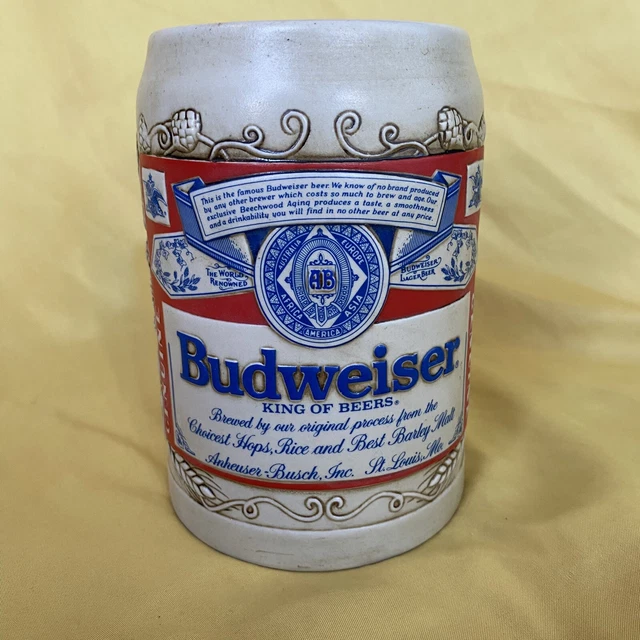 This is the famous Budweiser beer. We know of no brand produced
by any other brewer which costs so much to brew and age. Our
exclusive Beechwood Aging produces a taste, a smoothness
and a drinkability you will find in no other beer at any price.
THE WORLD
RENOWNED
AUSTRALIA
EUROPE
AB
BUDWEISER
LAGER BEER
AFRICA
AMERICA
ASIA
Budweiser®
KING OF BEERS®
Brewed by our original process from the
Choicest Hops, Rice and Best Barley Malt
Anheuser-Busch, Inc. St. Louis, Mo.